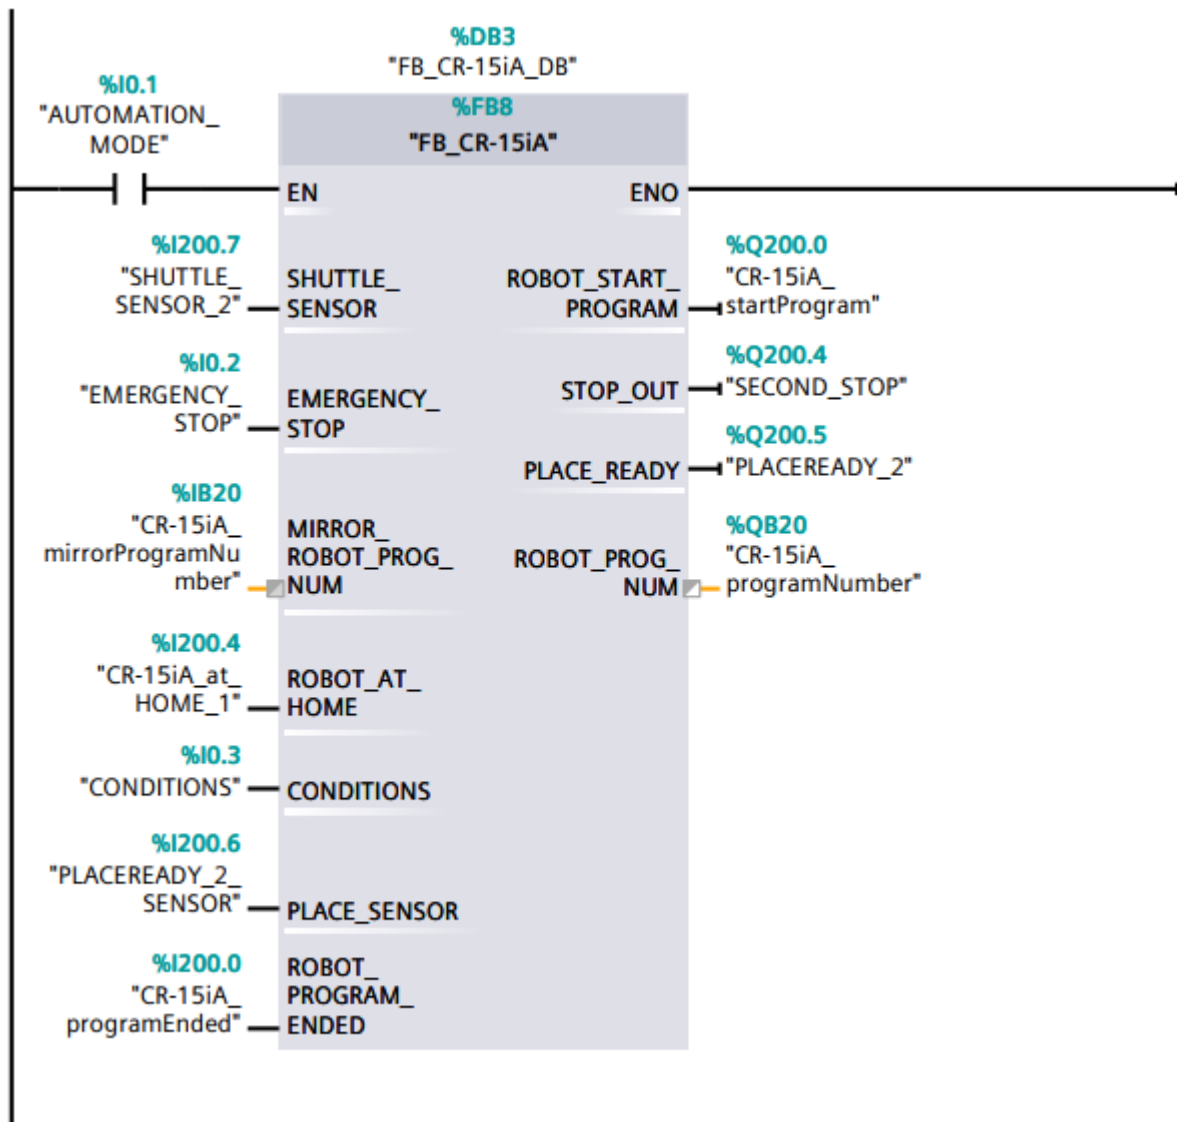 %DB3
"FB_CR-15iA_DB"
%I0.1
"AUTOMATION_
MODE"
%FB8
"FB_CR-15iA"
EN
ENO
%I200.7
"SHUTTLE_
SENSOR_2"
SHUTTLE_
SENSOR
ROBOT_START_
PROGRAM
%Q200.0
"CR-15iA_
startProgram"
%I0.2
"EMERGENCY_
STOP"
EMERGENCY_
STOP
STOP_OUT
%Q200.4
"SECOND_STOP"
PLACE_READY
%Q200.5
"PLACEREADY_2"
%IB20
"CR-15iA_
mirrorProgramNu
mber"
MIRROR_
ROBOT_PROG_
NUM
ROBOT_PROG_
NUM
%QB20
"CR-15iA_
programNumber"
%I200.4
"CR-15iA_at_
HOME_1"
ROBOT_AT_
HOME
%I0.3
"CONDITIONS"
CONDITIONS
%I200.6
"PLACEREADY_2_
SENSOR"
PLACE_SENSOR
%I200.0
"CR-15iA_
programEnded"
ROBOT_
PROGRAM_
ENDED